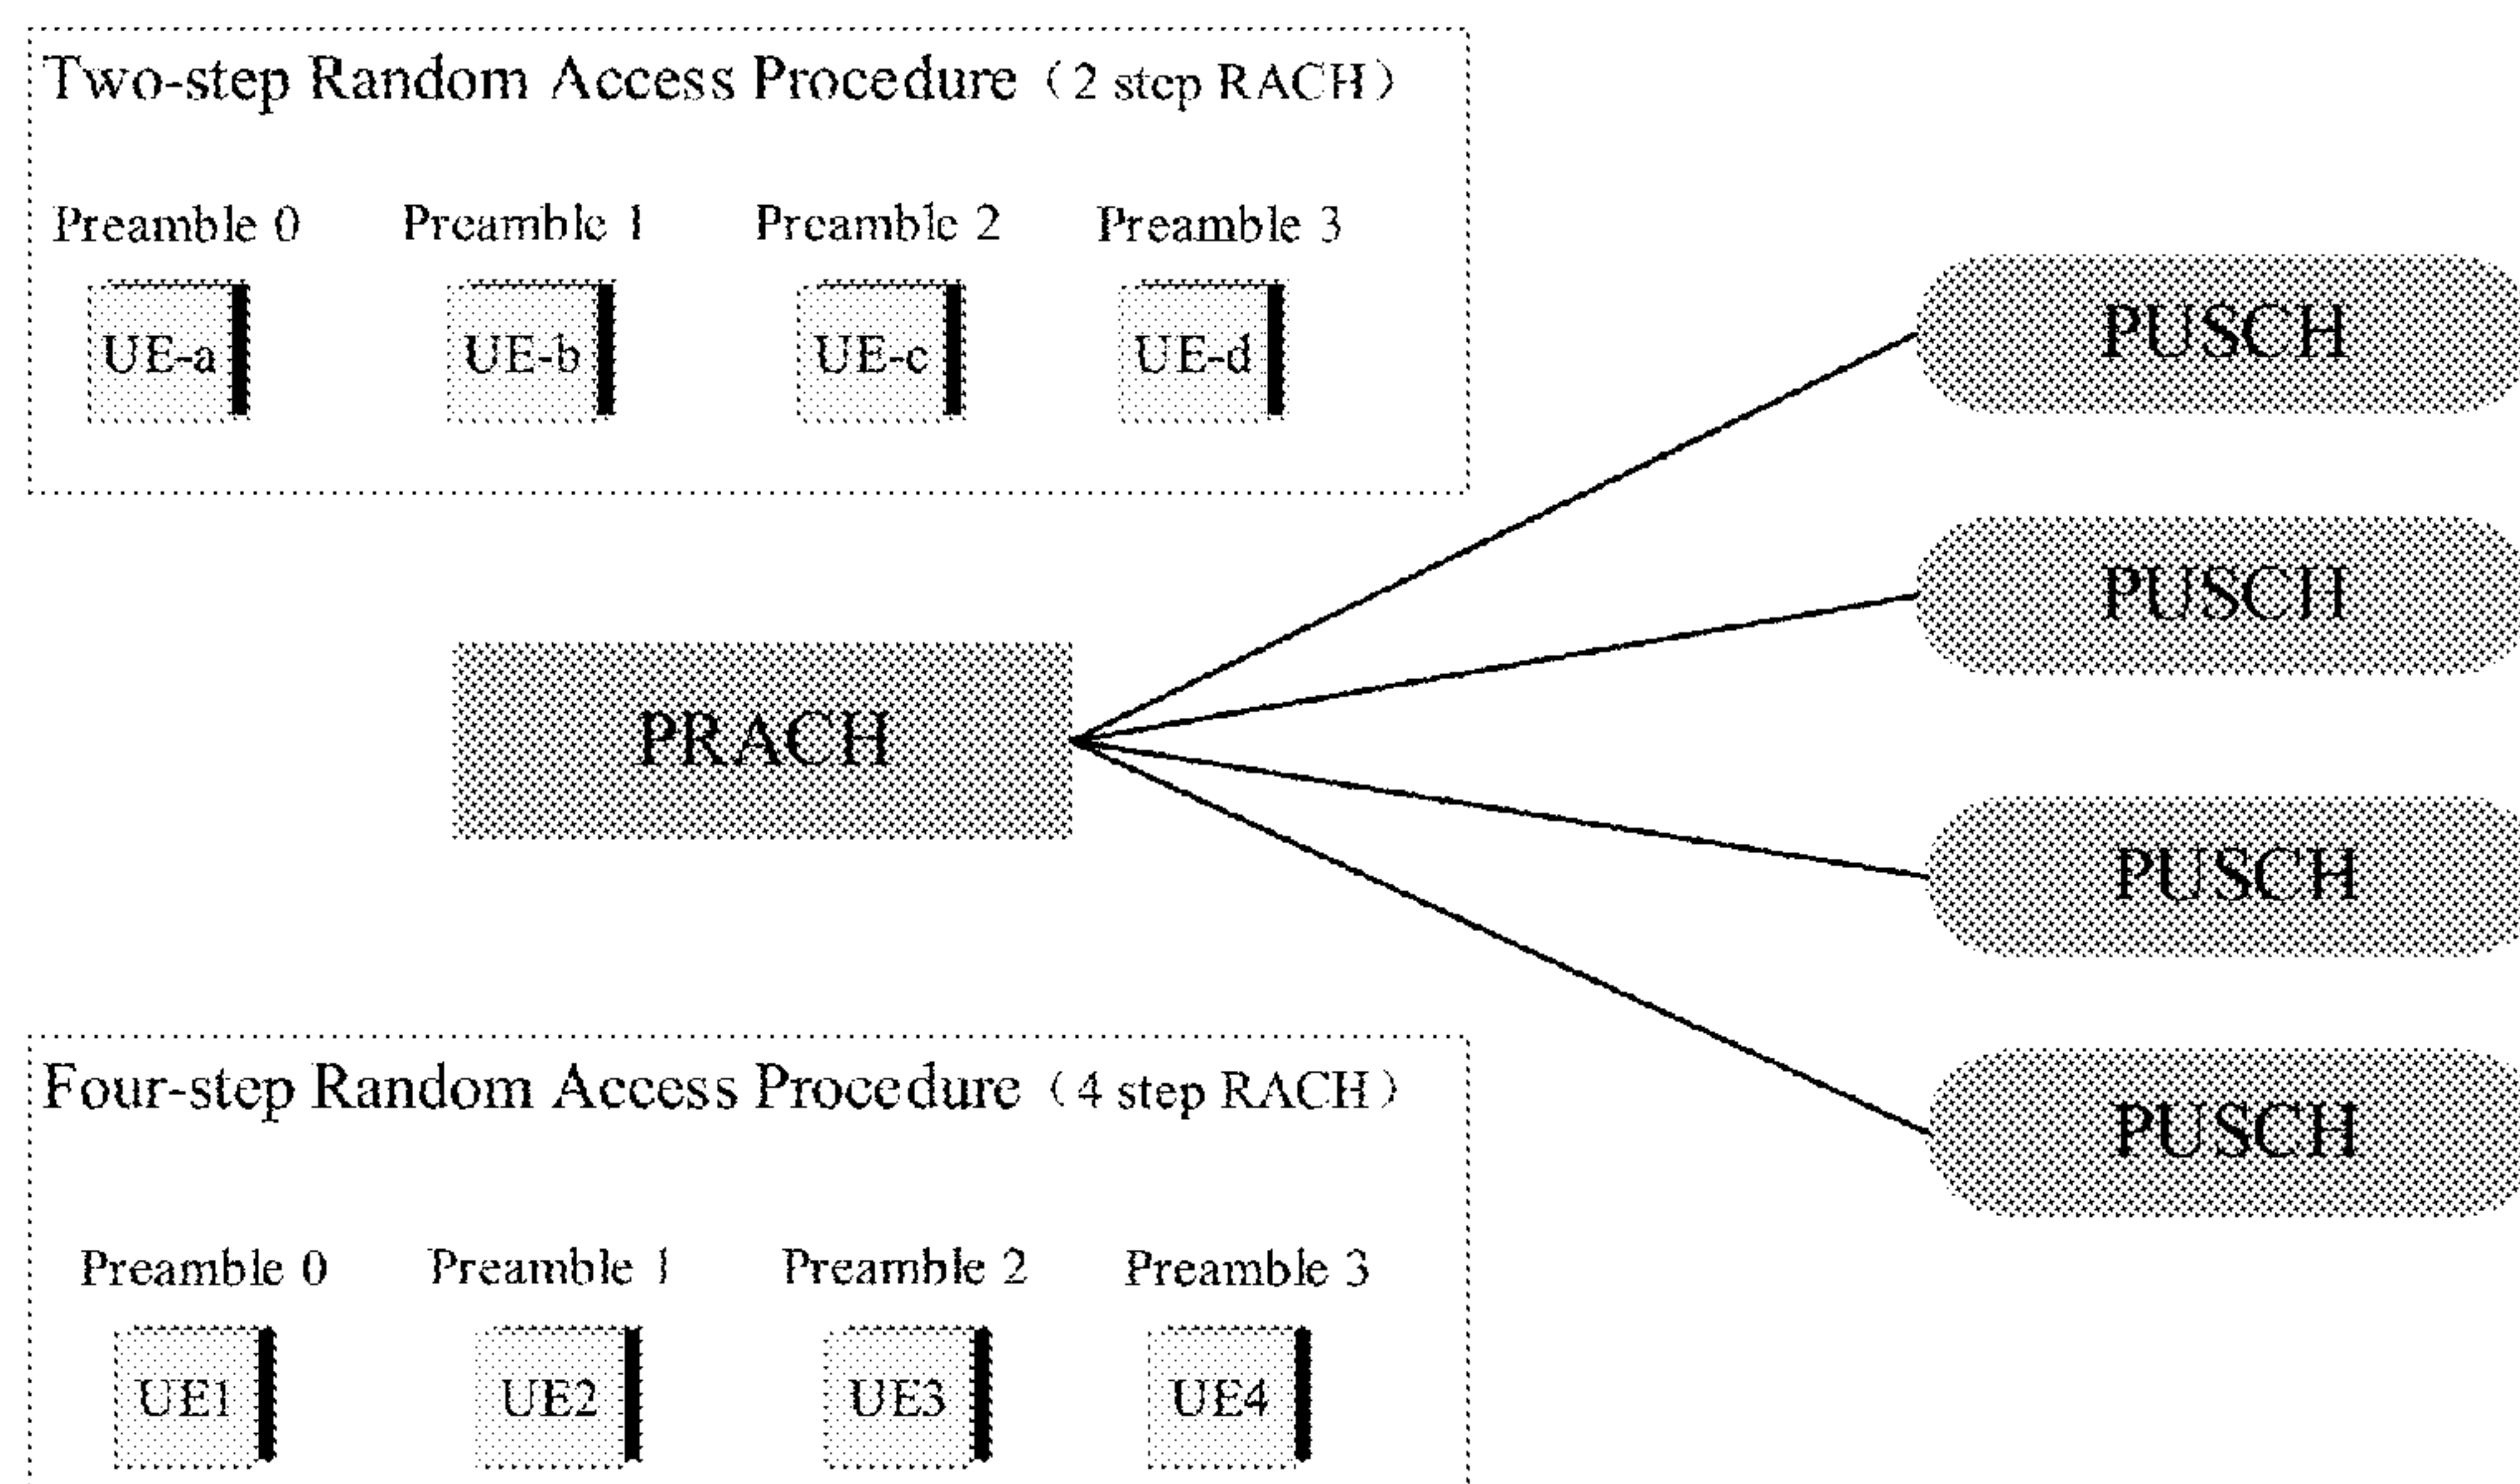 Two-step Random Access Procedure（2 step RACH）
Preamble 0 Preamble 1 Preamble 2 Preamble 3
UE-a UE-b UE-c UE-d
PUSCH
PUSCH
PRACH
PUSCH
PUSCH
Four-step Random Access Procedure（4 step RACH）
Preamble 0 Preamble 1 Preamble 2 Preamble 3
UE1 UE2 UE3 UE4